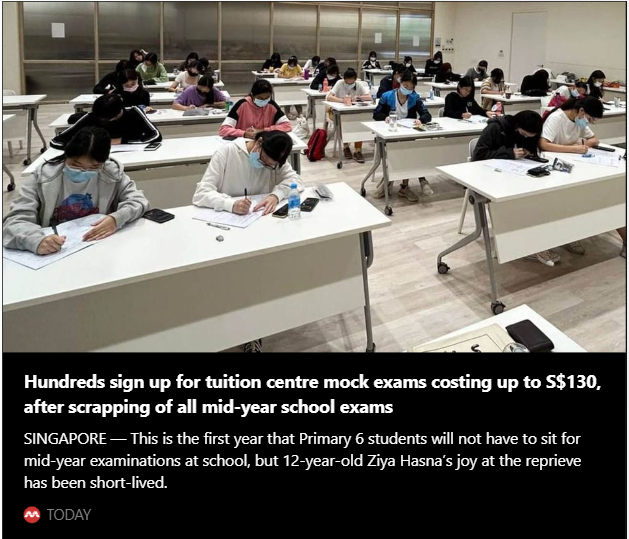 Hundreds sign up for tuition centre mock exams costing up to S$130,
after scrapping of all mid-year school exams
SINGAPORE — This is the first year that Primary 6 students will not have to sit for
mid-year examinations at school, but 12-year-old Ziya Hasna's joy at the reprieve
has been short-lived.
TODAY